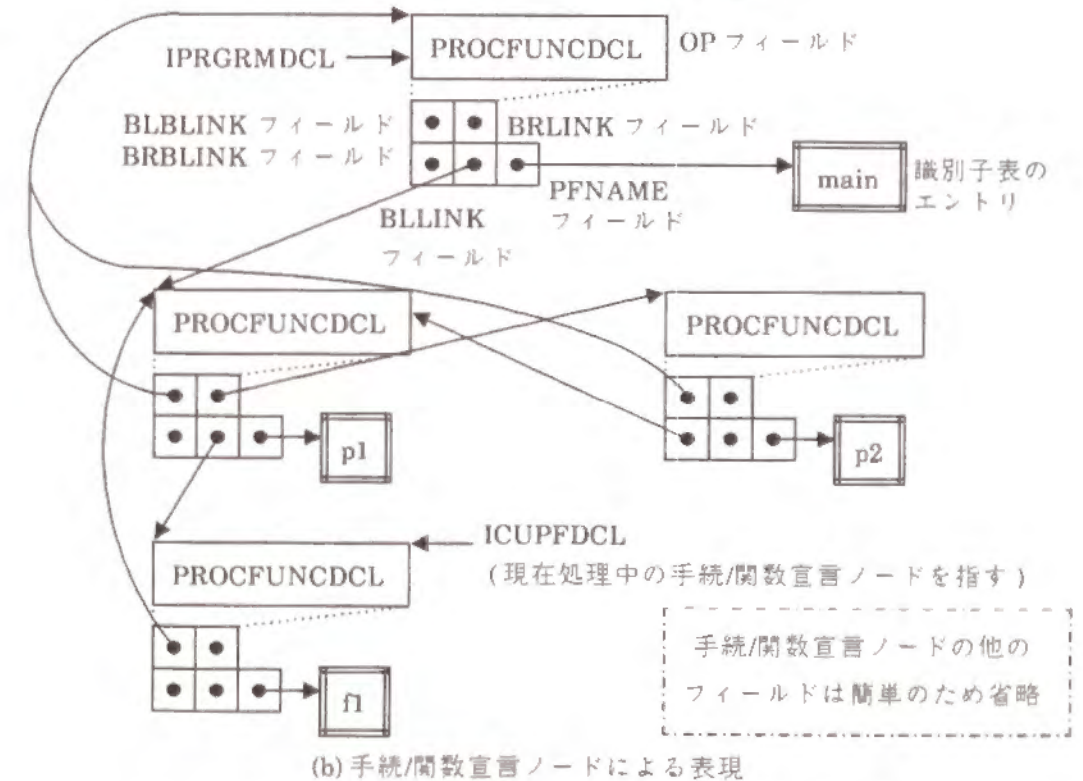 PROCFUNCDCL
OP フィールド
IPRGRMDCL
BLBLINK フィールド
BRLINK フィールド
BRBLINK フィールド
main
識別子表の
エントリ
PFNAME
フィールド
BLLINK
フィールド
PROCFUNCDCL
PROCFUNCDCL
p1
p2
ICUPFDCL
PROCFUNCDCL
(現在処理中の手続/関数宣言ノードを指す)
手続/関数宣言ノードの他の
フィールドは簡単のため省略
f1
(b) 手続/関数宣言ノードによる表現